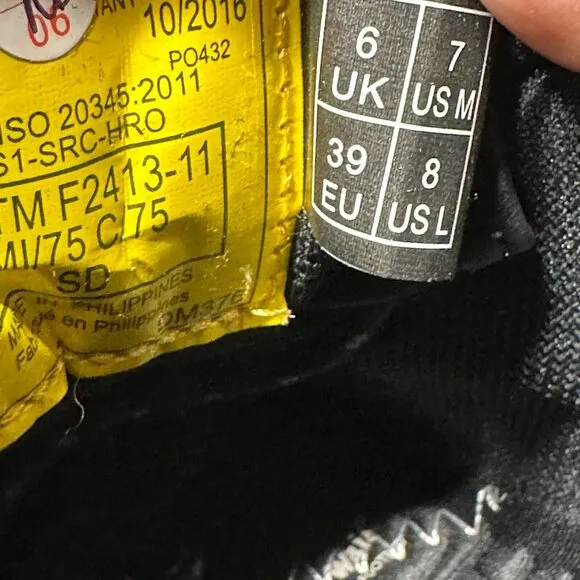 06
10/2016
PO432
ISO 20345:2011
S1-SRC-HRO
TM F2413-11
MI/75 C/75
SD
IN PHILIPPINES
en Philippines
DM376
6
UK
7
US M
39
EU
8
US L